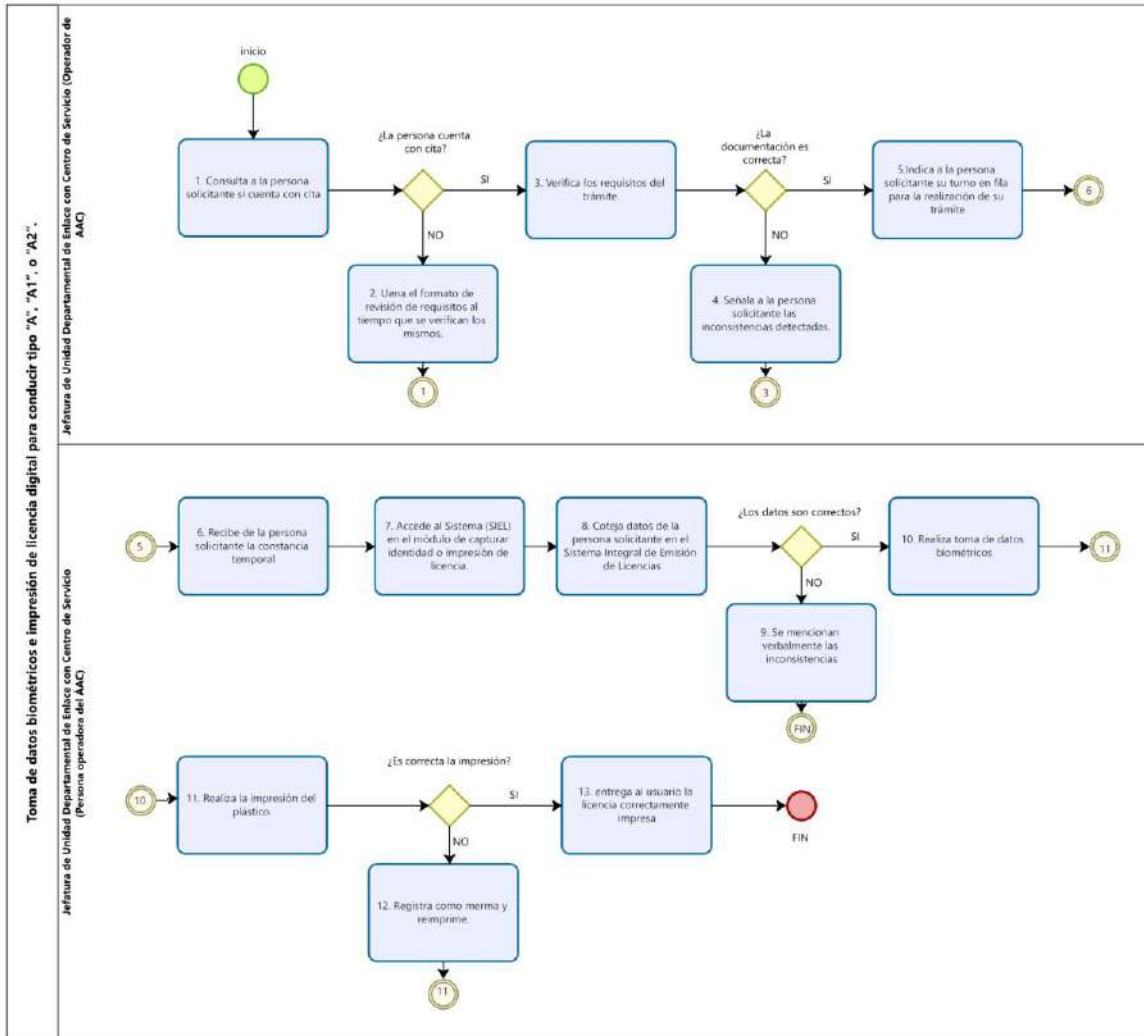 Toma de datos biométricos e impresión de licencia digital para conducir tipo "A", "A1", o "A2".
Jefatura de Unidad Departamental de Enlace con Centro de Servicio (Operador de
AAC)
inicio
1. Consulta a la persona
solicitante si cuenta con cita
¿La persona cuenta
con cita?
SI
NO
2. Llena el formato de
revisión de requisitos al
tiempo que se verifican los
mismos.
1
3. Verifica los requisitos del
trámite.
¿La
documentación es
correcta?
SI
NO
4. Señala a la persona
solicitante las
inconsistencias detectadas.
3
5.Indica a la persona
solicitante su turno en fila
para la realización de su
trámite
6
Jefatura de Unidad Departamental de Enlace con Centro de Servicio
(Persona operadora del AAC)
5
6. Recibe de la persona
solicitante la constancia
temporal
7. Accede al Sistema (SIEL)
en el módulo de capturar
identidad o impresión de
licencia.
8. Coteja datos de la
persona solicitante en el
Sistema Integral de Emisión
de Licencias
¿Los datos son correctos?
SI
NO
9. Se mencionan
verbalmente las
inconsistencias
FIN
10. Realiza toma de datos
biométricos
11
10
11. Realiza la impresión del
plástico
¿Es correcta la impresión?
SI
NO
12. Registra como merma y
reimprime.
11
13. entrega al usuario la
licencia correctamente
impresa
FIN